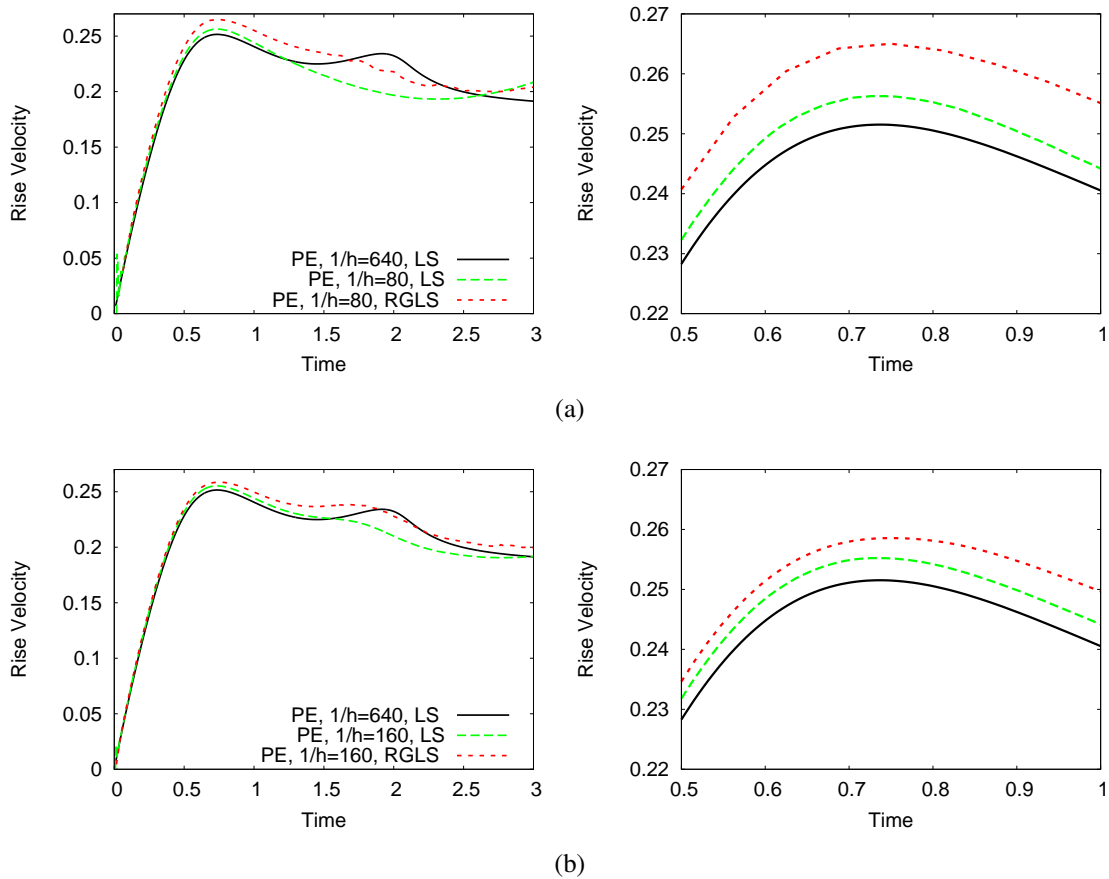 0.25
0.2
0.15
0.1
0.05
0
Rise Velocity
PE, 1/h=640, LS
PE, 1/h=80, LS
PE, 1/h=80, RGLS
0 0.5 1 1.5 2 2.5 3
Time
0.27
0.26
0.25
0.24
0.23
0.22
Rise Velocity
0.5 0.6 0.7 0.8 0.9 1
Time
(a)
0.25
0.2
0.15
0.1
0.05
0
Rise Velocity
PE, 1/h=640, LS
PE, 1/h=160, LS
PE, 1/h=160, RGLS
0 0.5 1 1.5 2 2.5 3
Time
0.27
0.26
0.25
0.24
0.23
0.22
Rise Velocity
0.5 0.6 0.7 0.8 0.9 1
Time
(b)